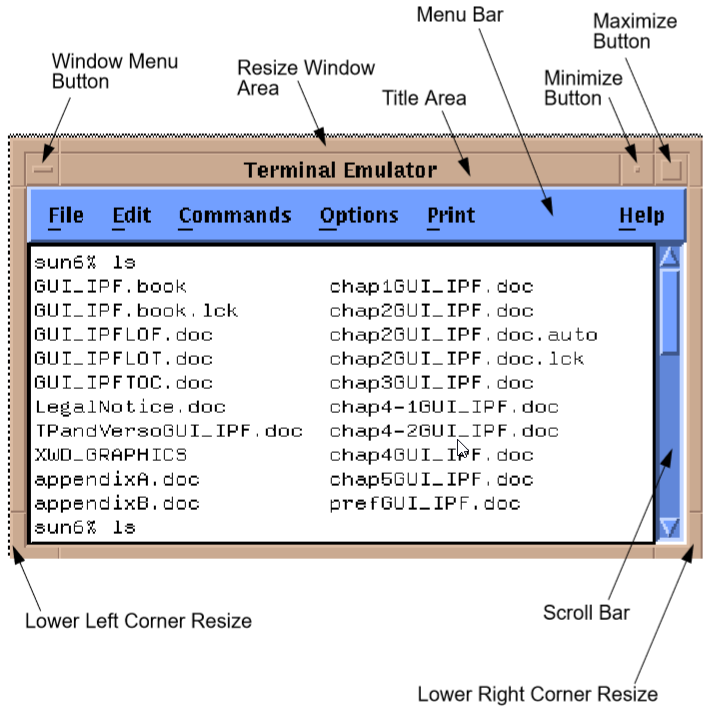 Menu Bar
Maximize
Button
Window Menu
Button
Resize Window
Area
Title Area
Minimize
Button
Terminal Emulator
File Edit Commands Options Print Help
sun6% ls
GUI_IPF.book chap1GUI_IPF.doc
GUI_IPF.book.lck chap2GUI_IPF.doc
GUI_IPFLOF.doc chap2GUI_IPF.doc.auto
GUI_IPFLOT.doc chap2GUI_IPF.doc.lck
GUI_IPFTOC.doc chap3GUI_IPF.doc
LegalNotice.doc chap4-1GUI_IPF.doc
TPandVersoGUI_IPF.doc chap4-2GUI_IPF.doc
XWD_GRAPHICS chap4GUI_IPF.doc
appendixA.doc chap5GUI_IPF.doc
appendixB.doc prefGUI_IPF.doc
sun6% ls
Scroll Bar
Lower Left Corner Resize
Lower Right Corner Resize